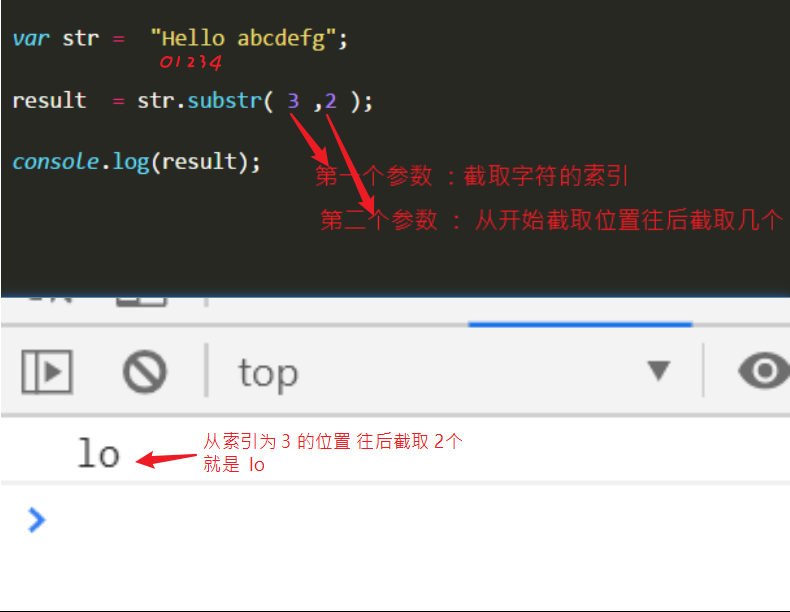 var str =  "Hello abcdefg";
01234
result  = str.substr( 3 ,2 );
console.log(result);
第一个参数 ：截取字符的索引
第二个参数 ： 从开始截取位置往后截取几个
top
lo
从索引为 3 的位置 往后截取 2个
就是 lo